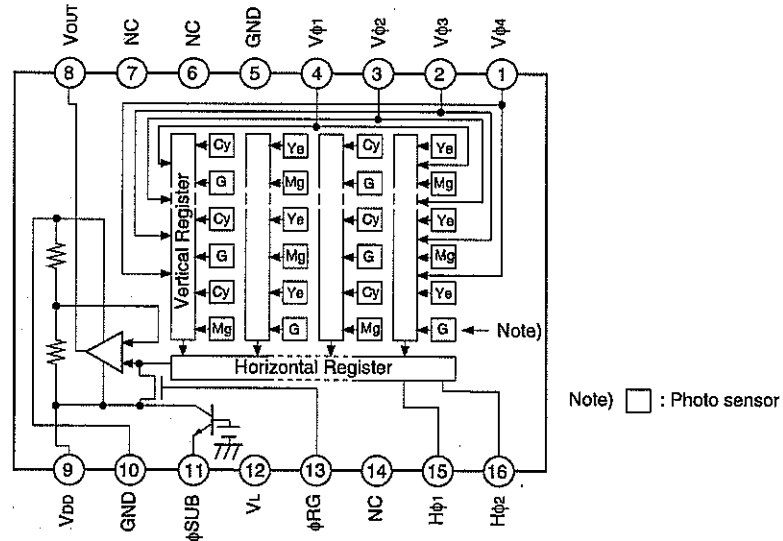 VOUT NC NC GND Vϕ1 Vϕ2 Vϕ3 Vϕ4
8 7 6 5 4 3 2 1
Cy Ye Cy Ye
G Mg G Mg
Cy Ye Cy Ye
G Mg G Mg
Cy Ye Cy Ye
Mg G Mg G
Vertical Register
Note)
Horizontal Register
Note) : Photo sensor
9 10 11 12 13 14 15 16
VDD GND ϕSUB VL ϕRG NC Hϕ1 Hϕ2